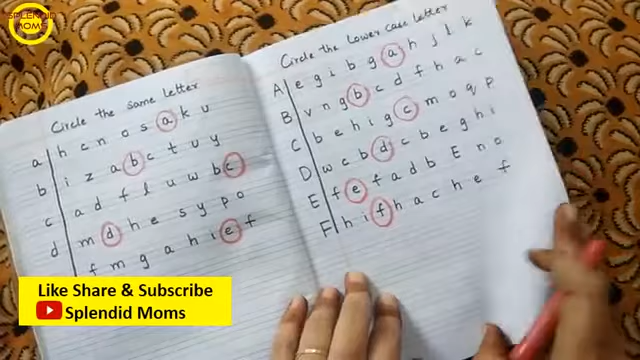 SPLENDID
MOMS
Circle the same letter
a h c n o s a k u
b i z a b c t u y
c a d f l u w b c
d m d h e s y p o
f m g a h i e f
Circle the lower case letter
A e g i b g a h j l k
B v n g b c d f h a c
C b e h i g c m o q p
D w c b d c b e g h i
E f e f a d b E n o
F h i f h a c h e f
Like Share & Subscribe
Splendid Moms